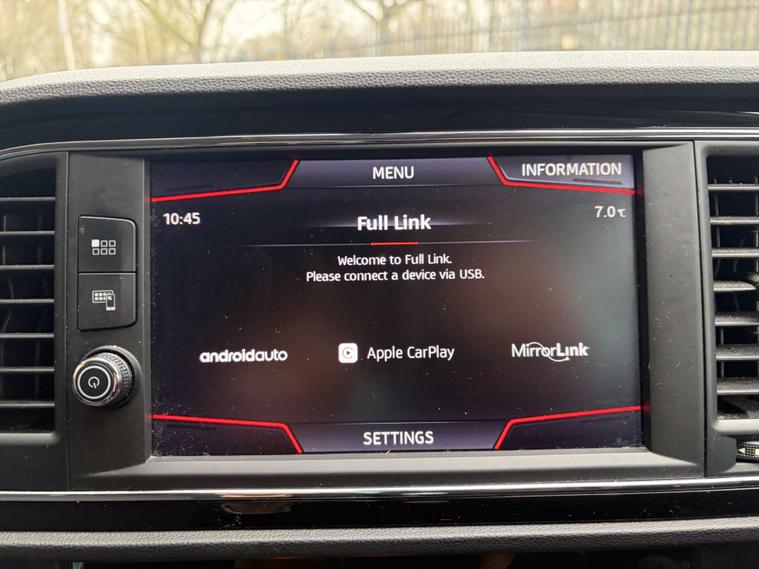 MENU
INFORMATION
10:45
Full Link
7.0℃
Welcome to Full Link.
Please connect a device via USB.
androidauto
Apple CarPlay
MirrorLink
SETTINGS